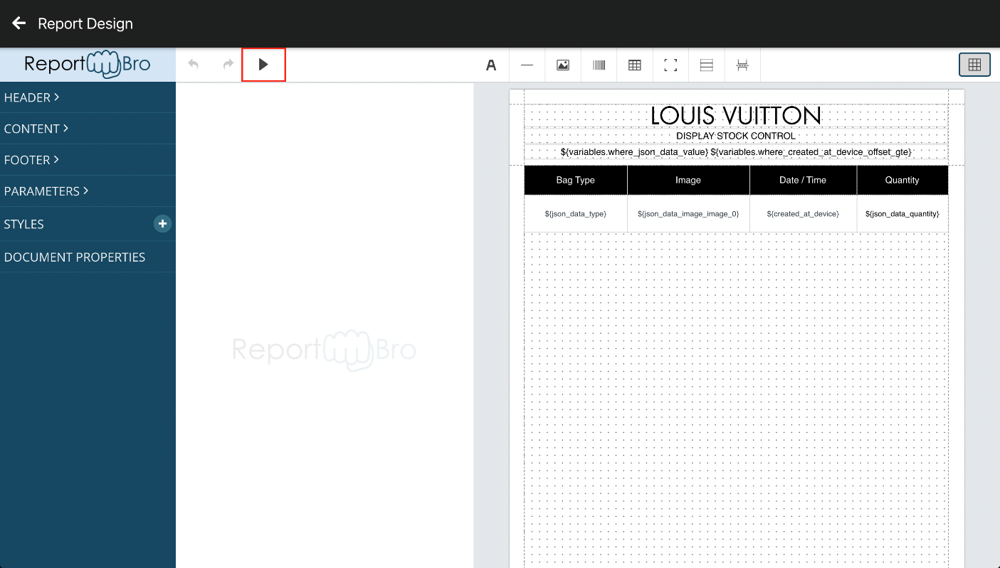 Report Design
ReportBro
A
HEADER
CONTENT
FOOTER
PARAMETERS
STYLES
DOCUMENT PROPERTIES
ReportBro
LOUIS VUITTON
DISPLAY STOCK CONTROL
${variables.where_json_data_value} ${variables.where_created_at_device_offset_gte}
Bag Type Image Date / Time Quantity
${json_data_type} ${json_data_image_image_0} ${created_at_device} ${json_data_quantity}